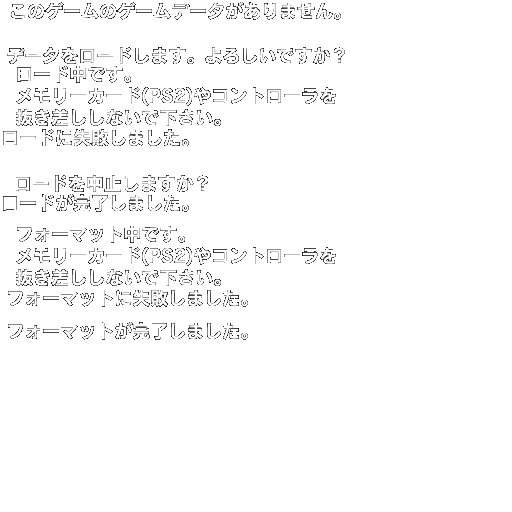 このゲームのゲームデータがありません。
データをロードします。よろしいですか？
ロード中です。
メモリーカード(PS2)やコントローラを
抜き差ししないで下さい。
ロードに失敗しました。
ロードを中止しますか？
ロードが完了しました。
フォーマット中です。
メモリーカード(PS2)やコントローラを
抜き差ししないで下さい。
フォーマットに失敗しました。
フォーマットが完了しました。